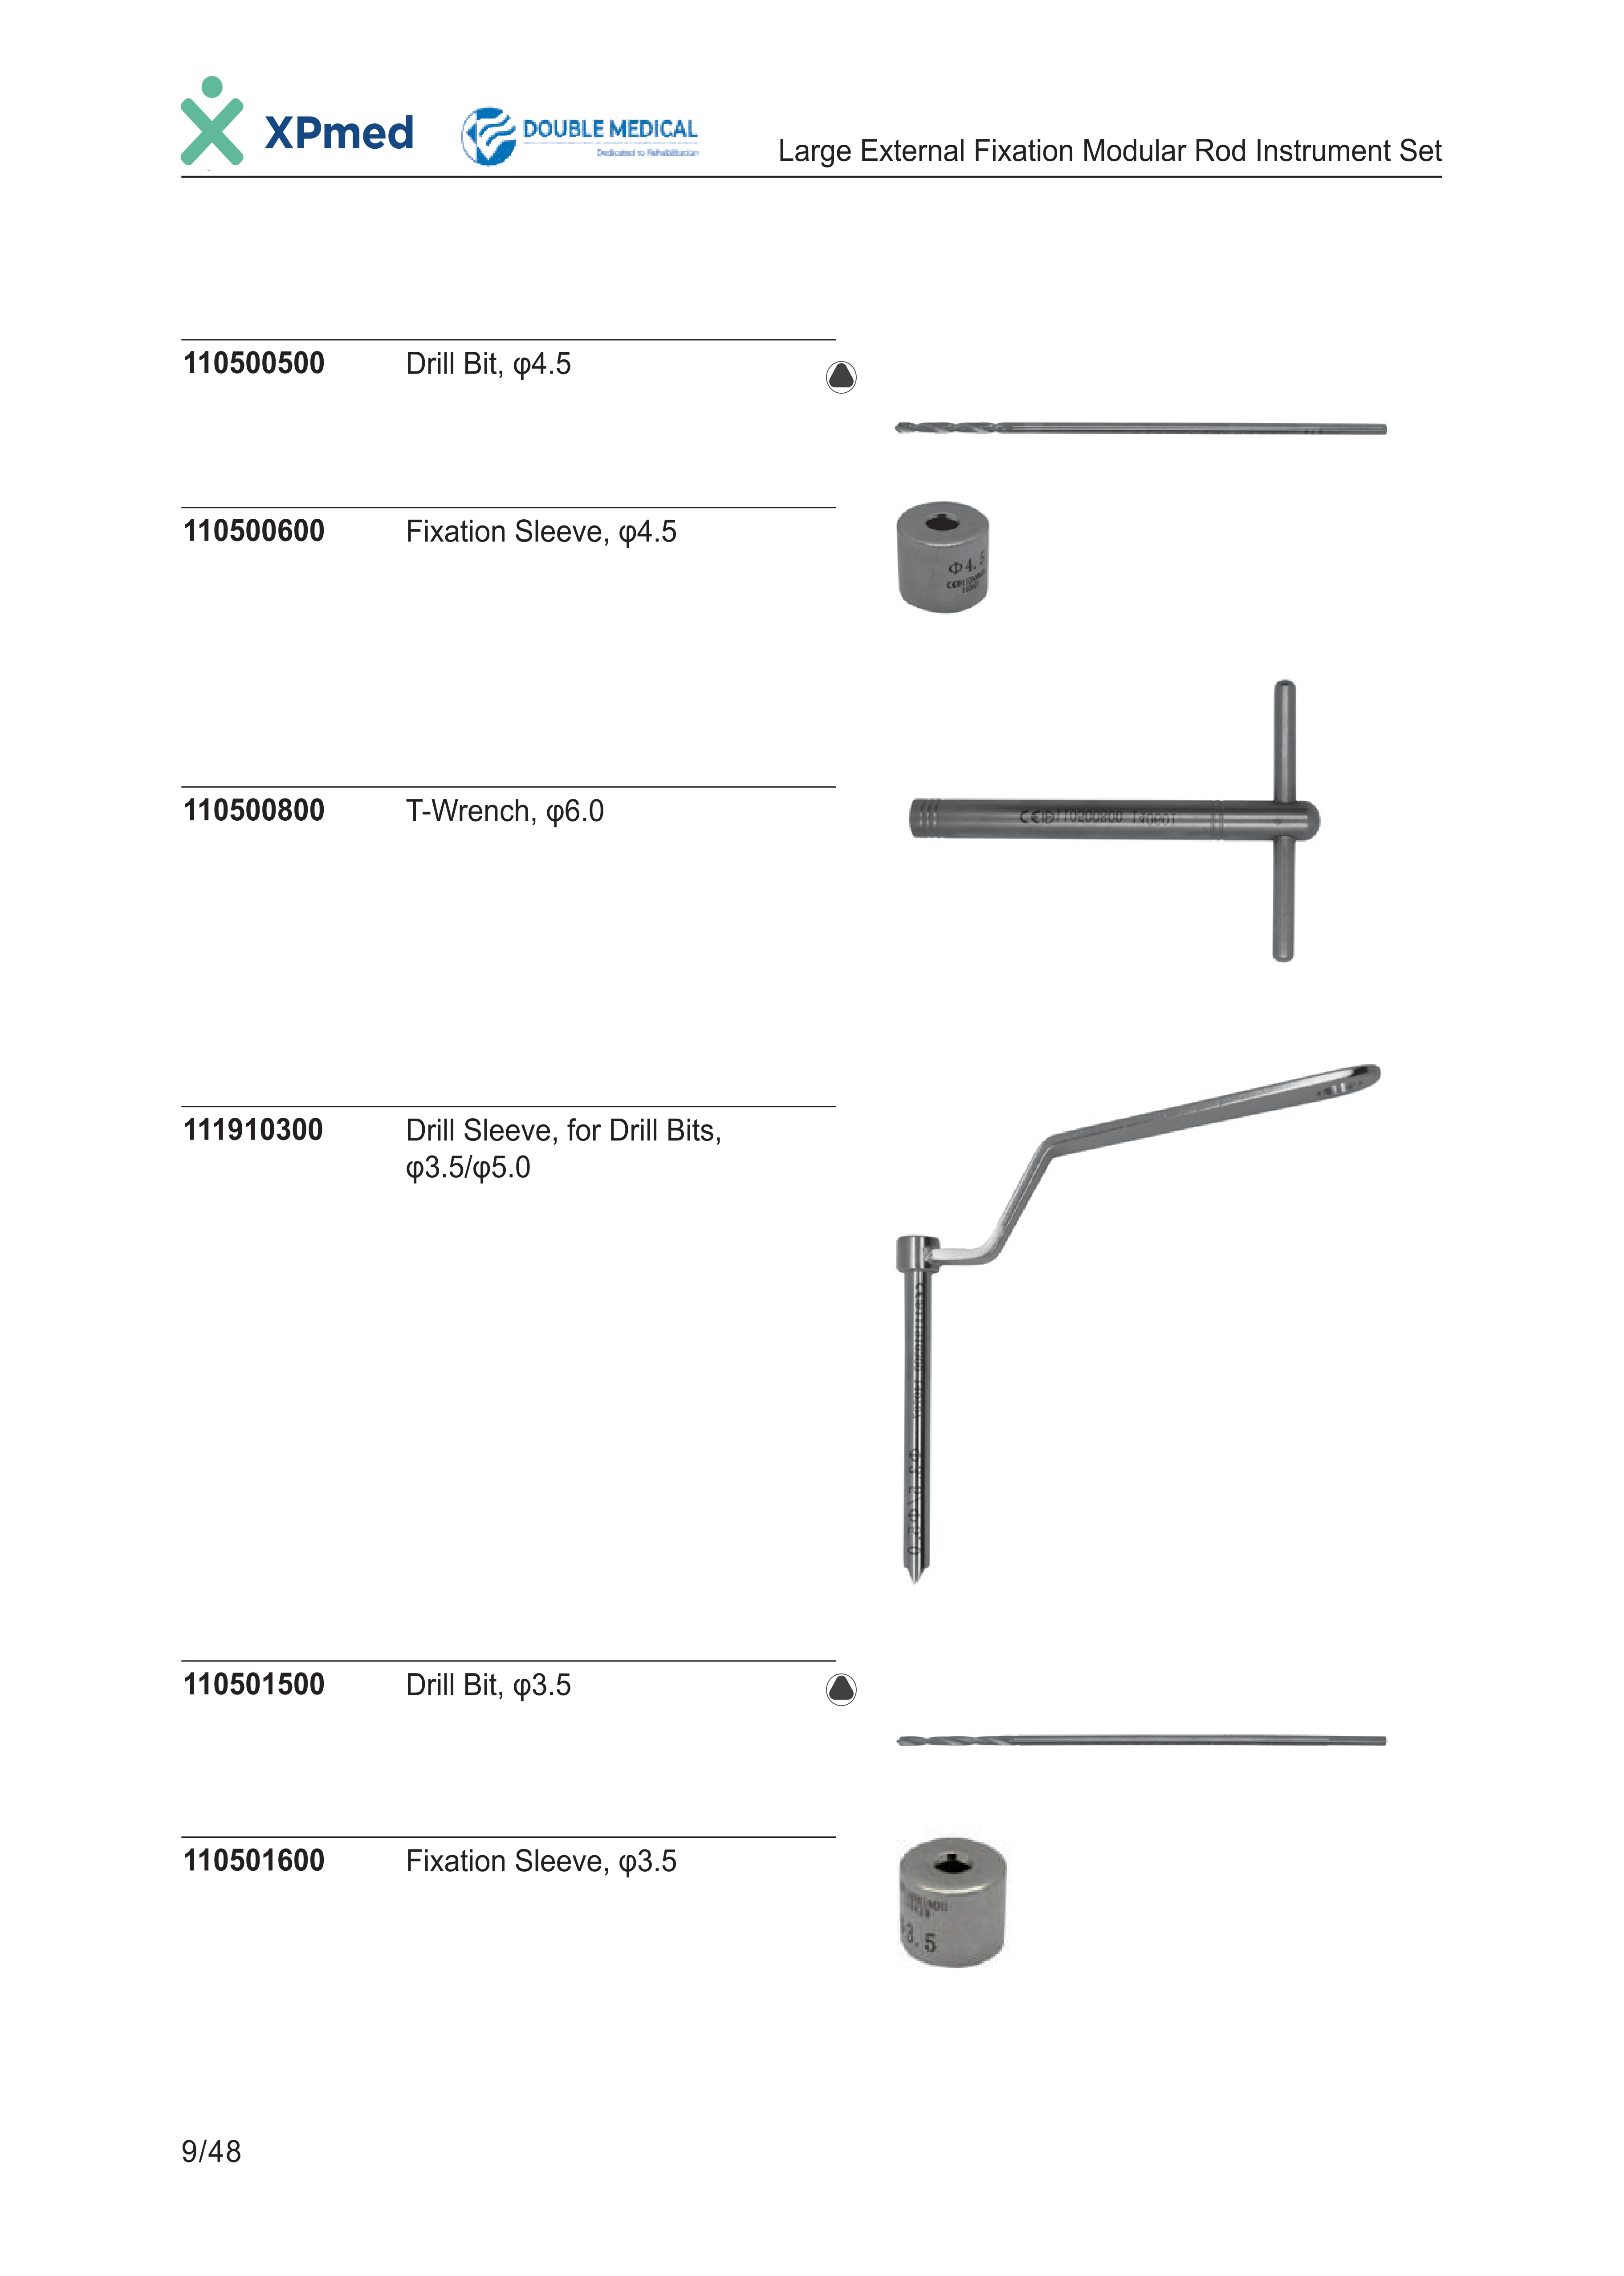 XPmed
DOUBLE MEDICAL
Dedicated to Rehabilitation
Large External Fixation Modular Rod Instrument Set
110500500 Drill Bit, φ4.5
110500600 Fixation Sleeve, φ4.5
Φ4.5
110500800 T-Wrench, φ6.0
111910300 Drill Sleeve, for Drill Bits,
φ3.5/φ5.0
110501500 Drill Bit, φ3.5
110501600 Fixation Sleeve, φ3.5
3.5
9/48